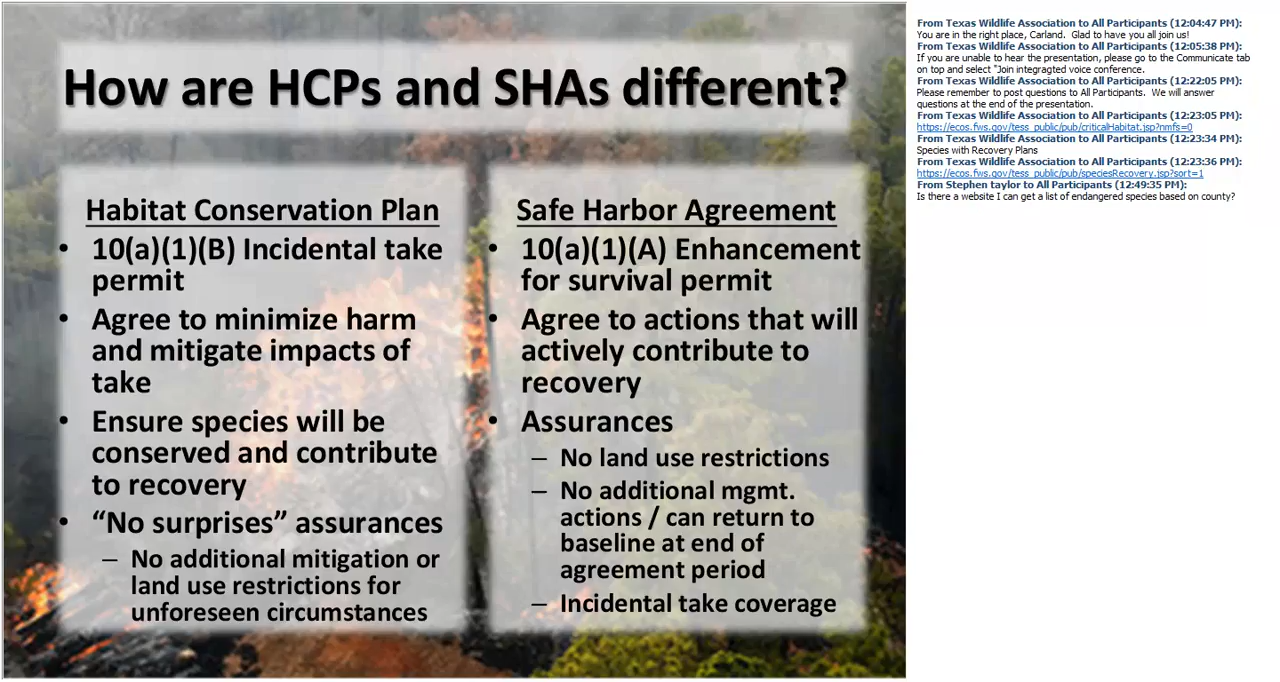 How are HCPs and SHAs different?
Habitat Conservation Plan
• 10(a)(1)(B) Incidental take
permit
• Agree to minimize harm
and mitigate impacts of
take
• Ensure species will be
conserved and contribute
to recovery
• “No surprises” assurances
– No additional mitigation or
land use restrictions for
unforeseen circumstances
Safe Harbor Agreement
• 10(a)(1)(A) Enhancement
for survival permit
• Agree to actions that will
actively contribute to
recovery
• Assurances
– No land use restrictions
– No additional mgmt.
actions / can return to
baseline at end of
agreement period
– Incidental take coverage
From Texas Wildlife Association to All Participants (12:04:47 PM):
You are in the right place, Carland. Glad to have you all join us!
From Texas Wildlife Association to All Participants (12:05:38 PM):
If you are unable to hear the presentation, please go to the Communicate tab
on top and select "Join integragted voice conference.
From Texas Wildlife Association to All Participants (12:22:05 PM):
Please remember to post questions to All Participants. We will answer
questions at the end of the presentation.
From Texas Wildlife Association to All Participants (12:23:05 PM):
https://ecos.fws.gov/tess_public/pub/criticalHabitat.jsp?nmfs=0
From Texas Wildlife Association to All Participants (12:23:34 PM):
Species with Recovery Plans
From Texas Wildlife Association to All Participants (12:23:36 PM):
https://ecos.fws.gov/tess_public/pub/speciesRecovery.jsp?sort=1
From Stephen taylor to All Participants (12:49:35 PM):
Is there a website I can get a list of endangered species based on county?